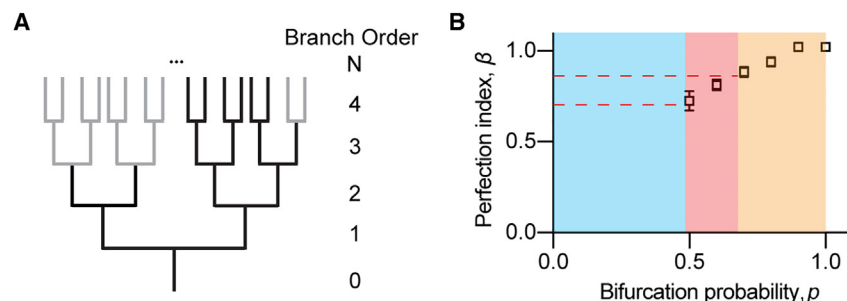 A
Branch Order
...
N
4
3
2
1
0
B
Perfection index, β
1.0
0.5
0.0
0.0 0.5 1.0
Bifurcation probability, p